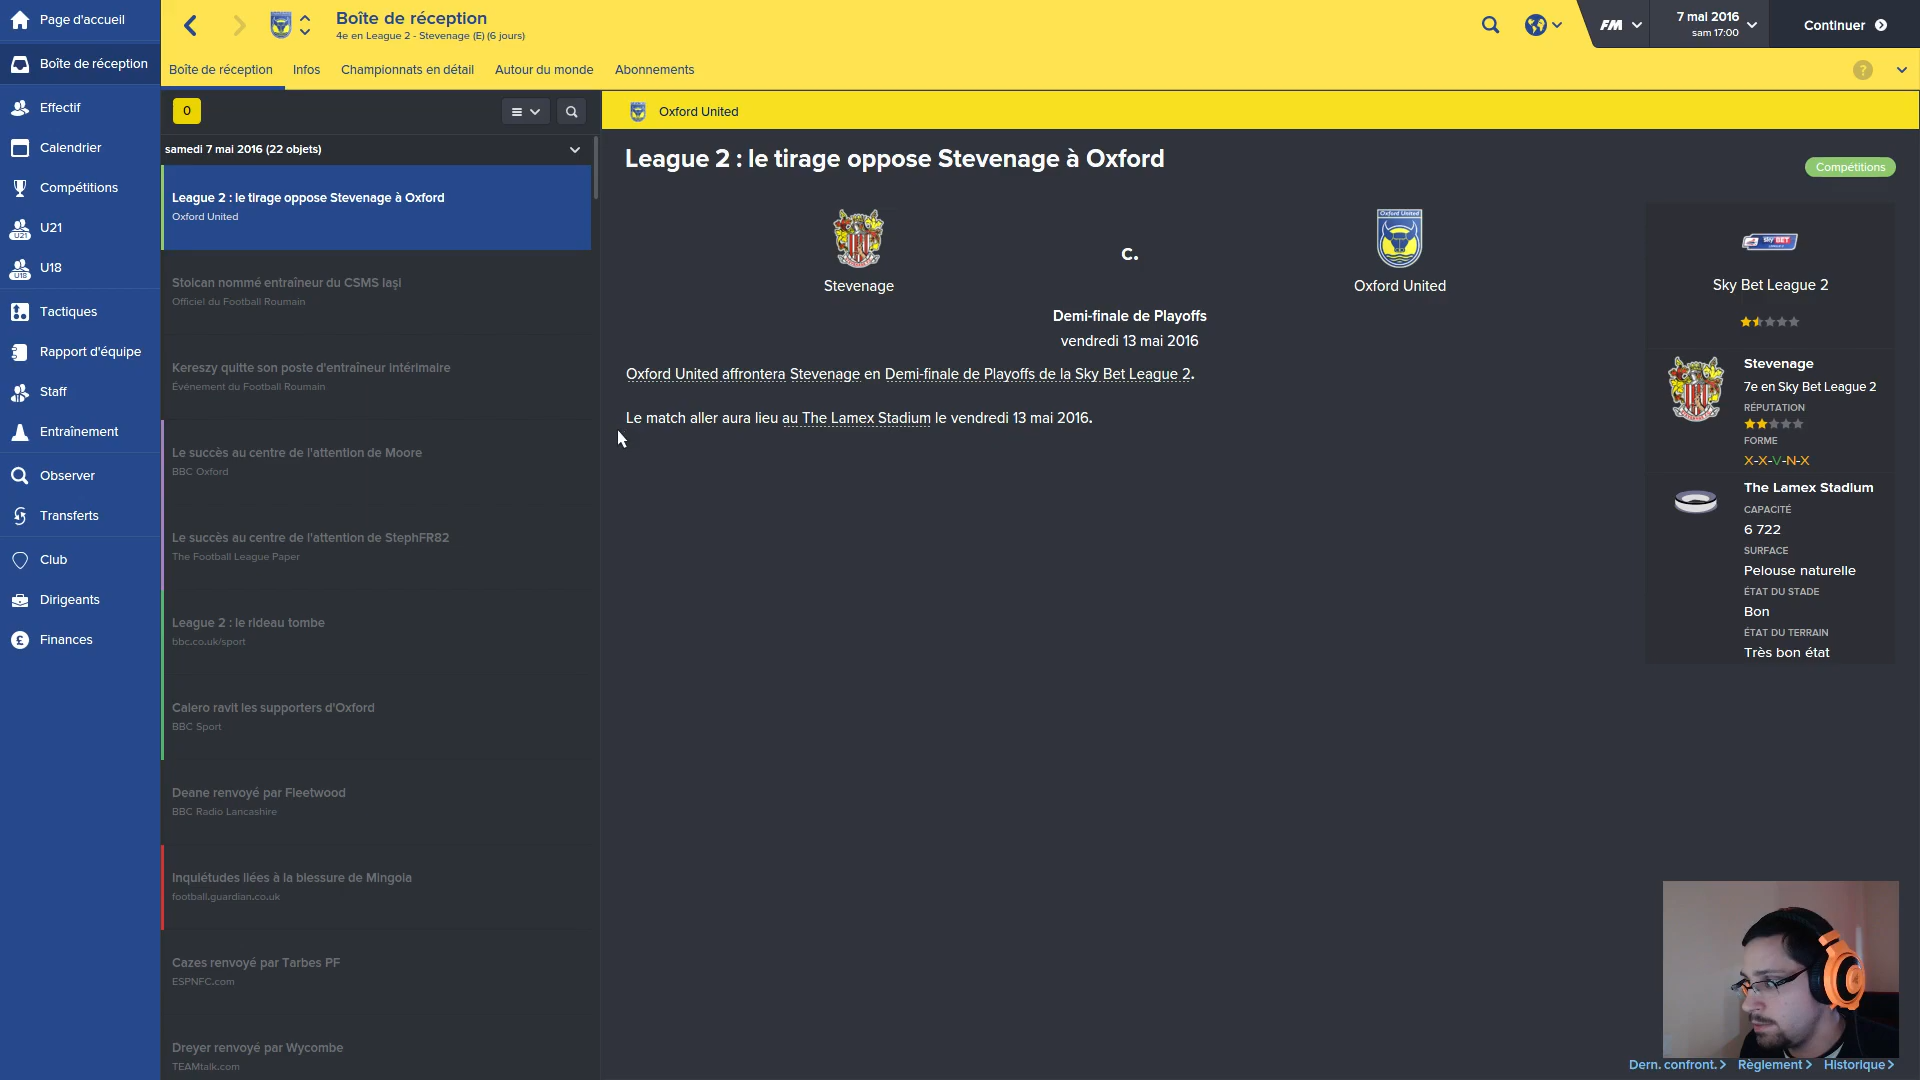 Page d'accueil
Boîte de réception
Effectif
Calendrier
Compétitions
U21
U18
Tactiques
Rapport d'équipe
Staff
Entraînement
Observer
Transferts
Club
Dirigeants
Finances
Boîte de réception
4e en League 2 - Stevenage (E) (6 jours)
FM
7 mai 2016
sam 17:00
Continuer
Boîte de réception
Infos
Championnats en détail
Autour du monde
Abonnements
?
0
samedi 7 mai 2016 (22 objets)
League 2 : le tirage oppose Stevenage à Oxford
Oxford United
Stoican nommé entraîneur du CSMS Iaşi
Officiel du Football Roumain
Kereszy quitte son poste d'entraîneur intérimaire
Événement du Football Roumain
Le succès au centre de l'attention de Moore
BBC Oxford
Le succès au centre de l'attention de StephFR82
The Football League Paper
League 2 : le rideau tombe
bbc.co.uk/sport
Calero ravit les supporters d'Oxford
BBC Sport
Deane renvoyé par Fleetwood
BBC Radio Lancashire
Inquiétudes liées à la blessure de Mingoia
football.guardian.co.uk
Cazes renvoyé par Tarbes PF
ESPNFC.com
Dreyer renvoyé par Wycombe
TEAMtalk.com
Oxford United
League 2 : le tirage oppose Stevenage à Oxford
Compétitions
Stevenage
c.
Oxford United
Oxford United
Demi-finale de Playoffs
vendredi 13 mai 2016
Oxford United affrontera Stevenage en Demi-finale de Playoffs de la Sky Bet League 2.
Le match aller aura lieu au The Lamex Stadium le vendredi 13 mai 2016.
sky BET
Sky Bet League 2
Stevenage
7e en Sky Bet League 2
RÉPUTATION
FORME
X-X-V-N-X
The Lamex Stadium
CAPACITÉ
6 722
SURFACE
Pelouse naturelle
ÉTAT DU STADE
Bon
ÉTAT DU TERRAIN
Très bon état
Dern. confront.
Règlement
Historique